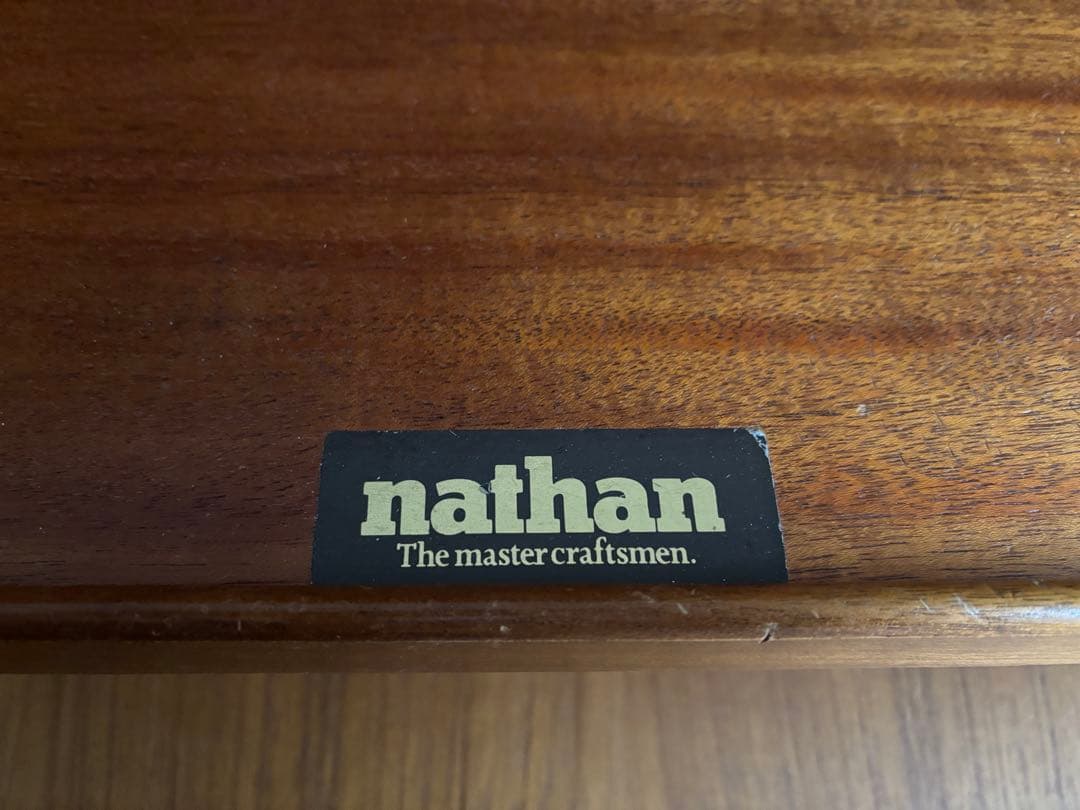 nathan
The master craftsmen.